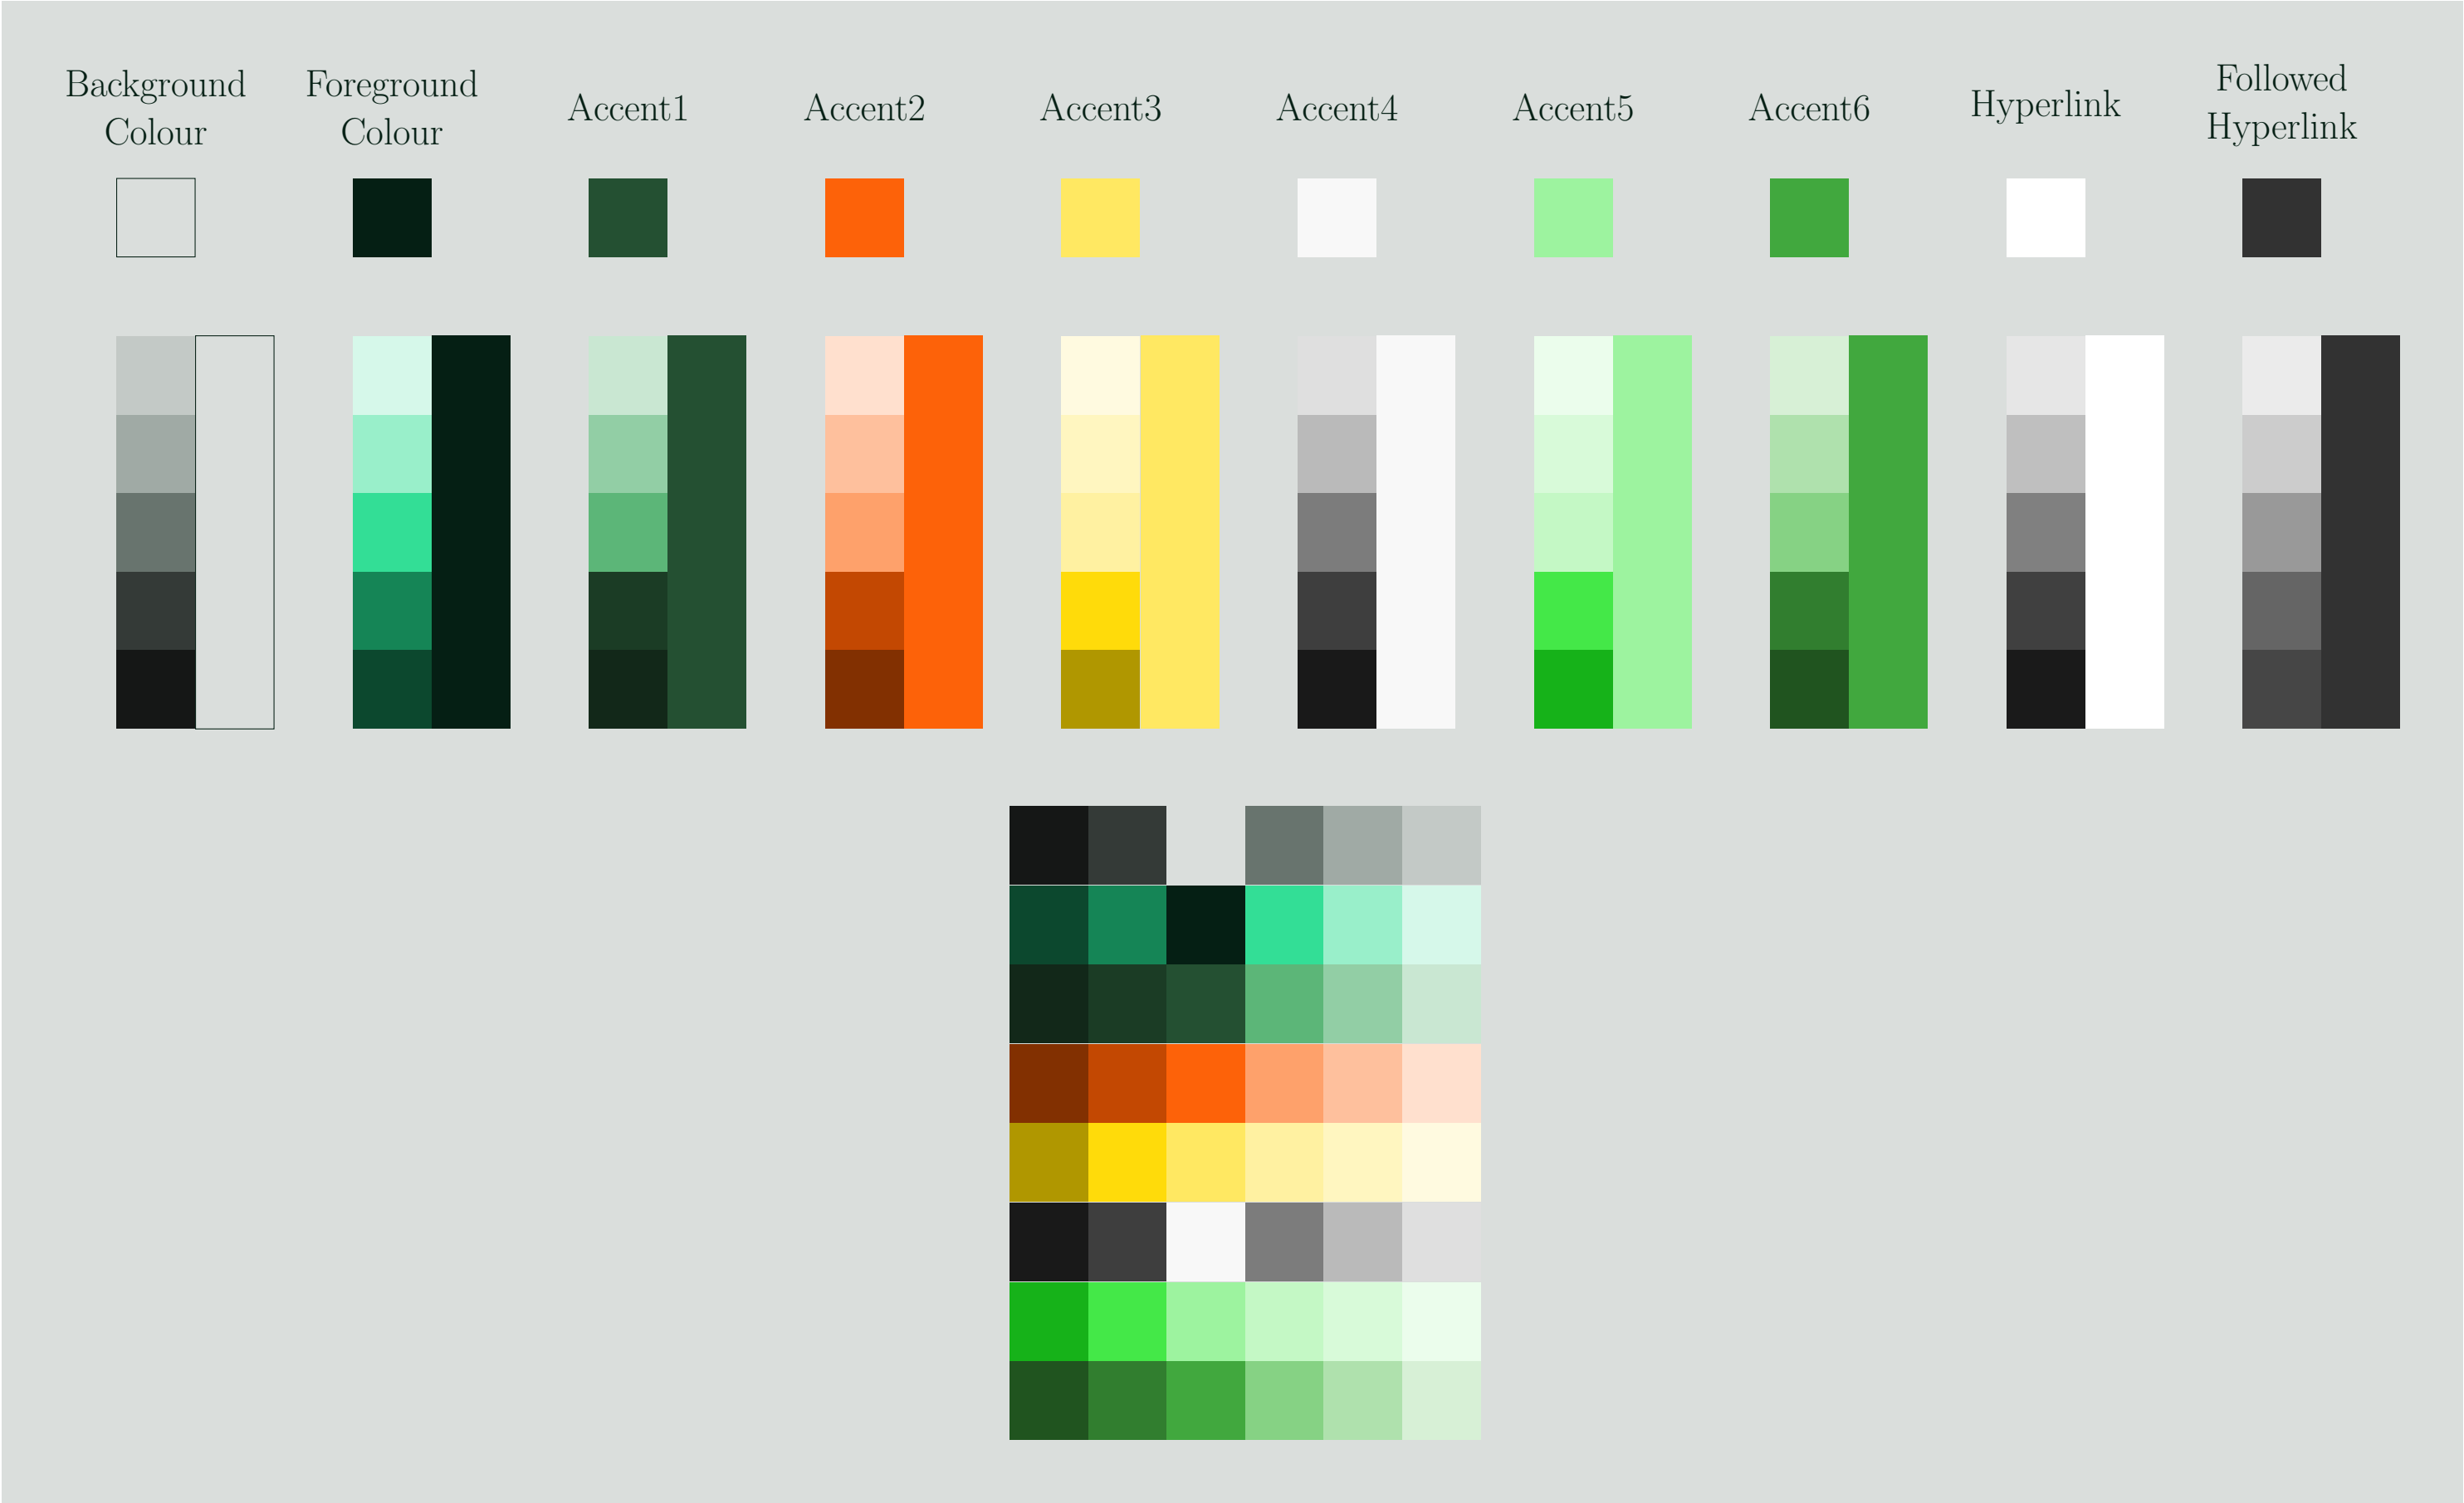 Background
Colour
Foreground
Colour
Accent1
Accent2
Accent3
Accent4
Accent5
Accent6
Hyperlink
Followed
Hyperlink